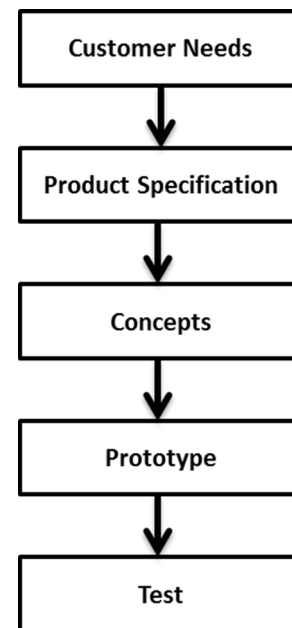 Customer Needs
Product Specification
Concepts
Prototype
Test